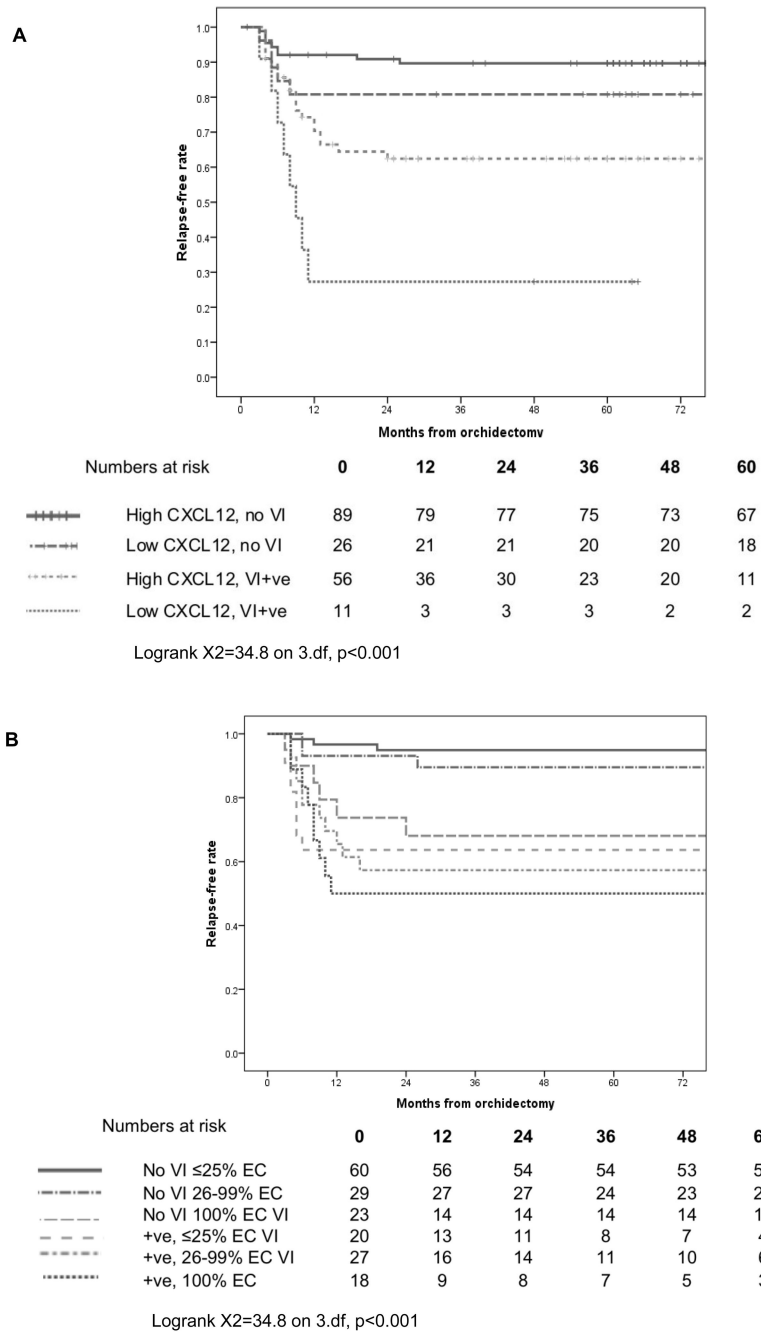 A
1.0
0.9
0.8
0.7
0.6
0.5
0.4
0.3
0.2
0.1
0.0
Relapse-free rate
0 12 24 36 48 60 72
Months from orchidectomy
Numbers at risk 0 12 24 36 48 60
High CXCL12, no VI 89 79 77 75 73 67
Low CXCL12, no VI 26 21 21 20 20 18
High CXCL12, VI+ve 56 36 30 23 20 11
Low CXCL12, VI+ve 11 3 3 3 2 2
Logrank X2=34.8 on 3.df, p<0.001
B
1.0
0.8
0.6
0.4
0.2
0.0
Relapse-free rate
0 12 24 36 48 60 72
Months from orchidectomy
Numbers at risk 0 12 24 36 48 6
No VI ≤25% EC 60 56 54 54 53 5
No VI 26-99% EC 29 27 27 24 23 2
No VI 100% EC VI 23 14 14 14 14 1
+ve, ≤25% EC VI 20 13 11 8 7 4
+ve, 26-99% EC VI 27 16 14 11 10 6
+ve, 100% EC 18 9 8 7 5 3
Logrank X2=34.8 on 3.df, p<0.001